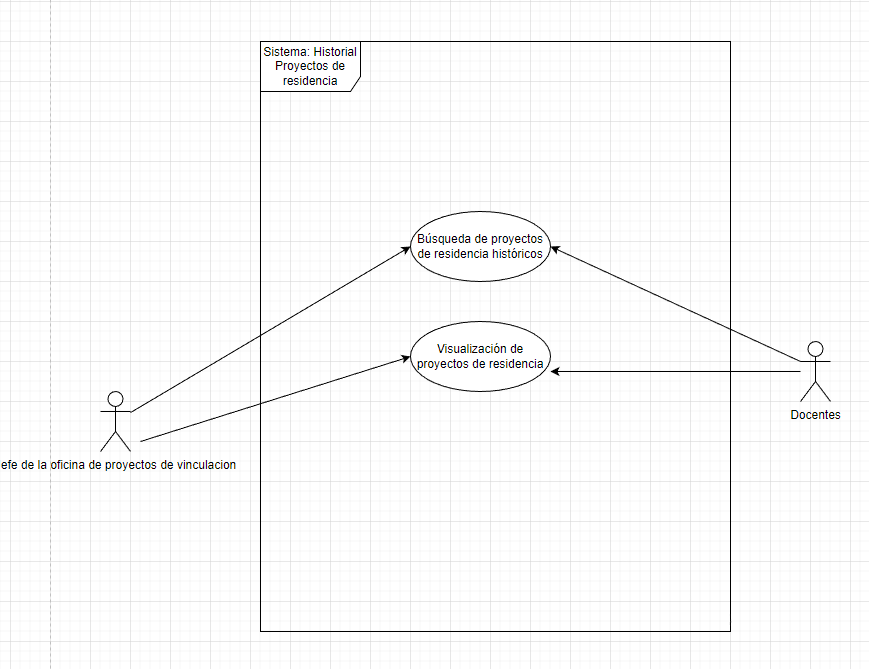 Sistema: Historial
Proyectos de
residencia
Búsqueda de proyectos
de residencia históricos
Visualización de
proyectos de residencia
Docentes
efe de la oficina de proyectos de vinculacion